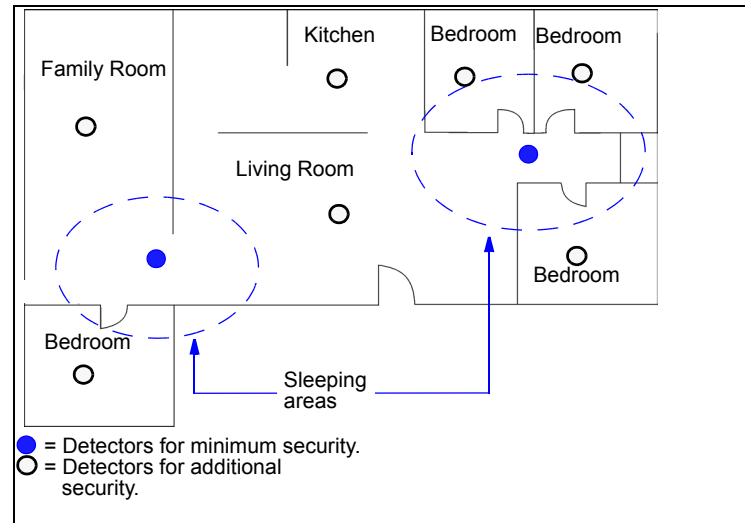 Kitchen
Bedroom
Bedroom
Family Room
Living Room
Bedroom
Bedroom
Sleeping
areas
= Detectors for minimum security.
= Detectors for additional
security.